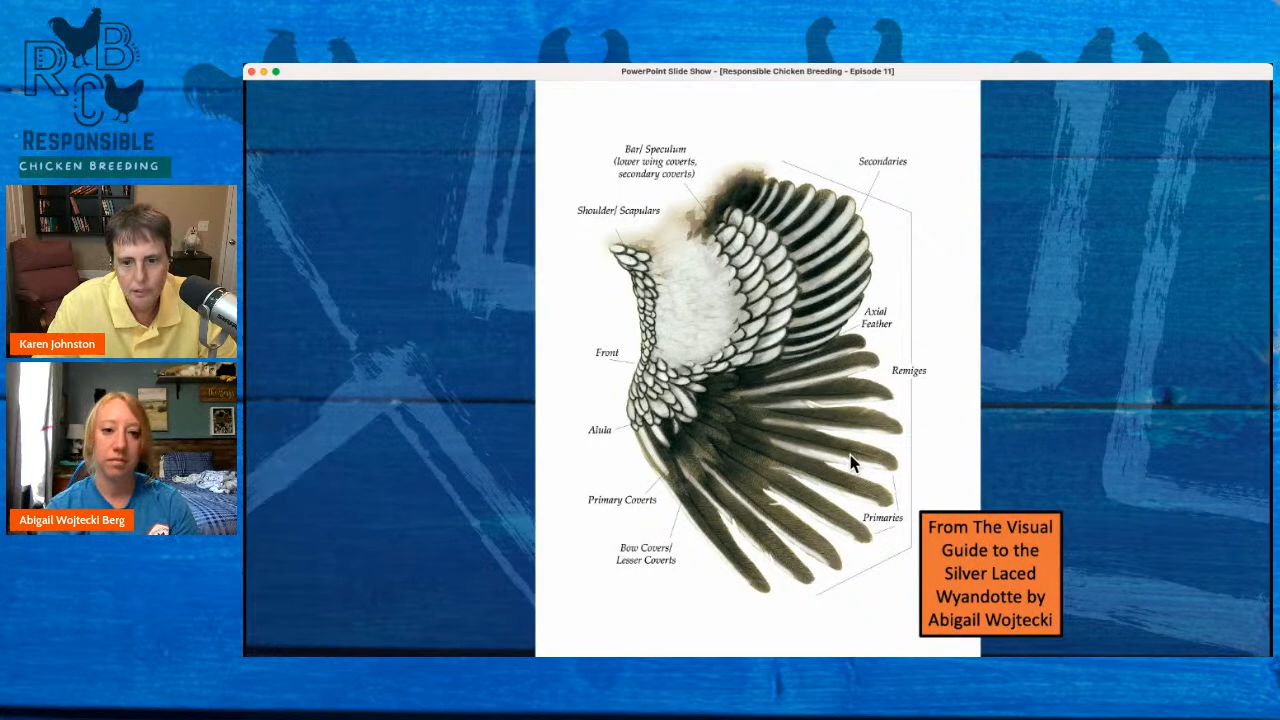 R B C
RESPONSIBLE
CHICKEN BREEDING
PowerPoint Slide Show - [Responsible Chicken Breeding - Episode 11]
Karen Johnston
Abigail Wojtecki Berg
Bar/ Speculum
(lower wing coverts,
secondary coverts)
Secondaries
Shoulder/ Scapulars
Axial
Feather
Front
Remiges
Alula
Primary Coverts
Primaries
Bow Covers/
Lesser Coverts
From The Visual
Guide to the
Silver Laced
Wyandotte by
Abigail Wojtecki